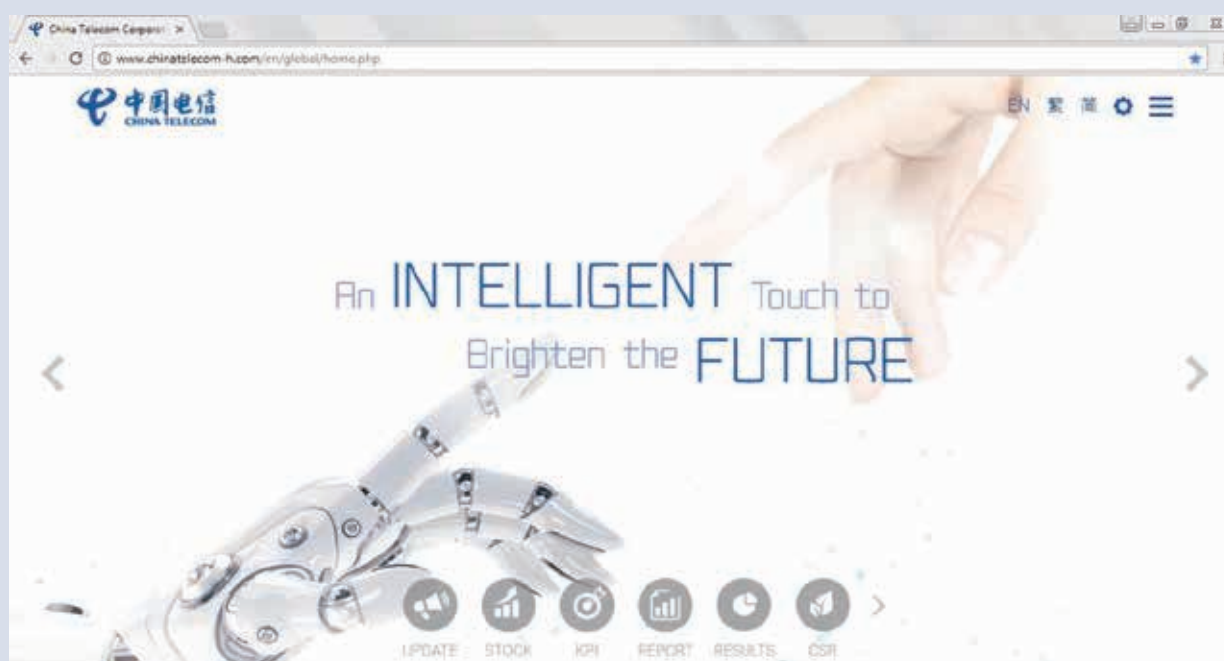 China Telecom Corporat
www.chinatelecom-h.com/en/global/home.php
中国电信
CHINA TELECOM
EN 繁 简
An INTELLIGENT Touch to
Brighten the FUTURE
UPDATE STOCK KPI REPORT RESULTS CSR